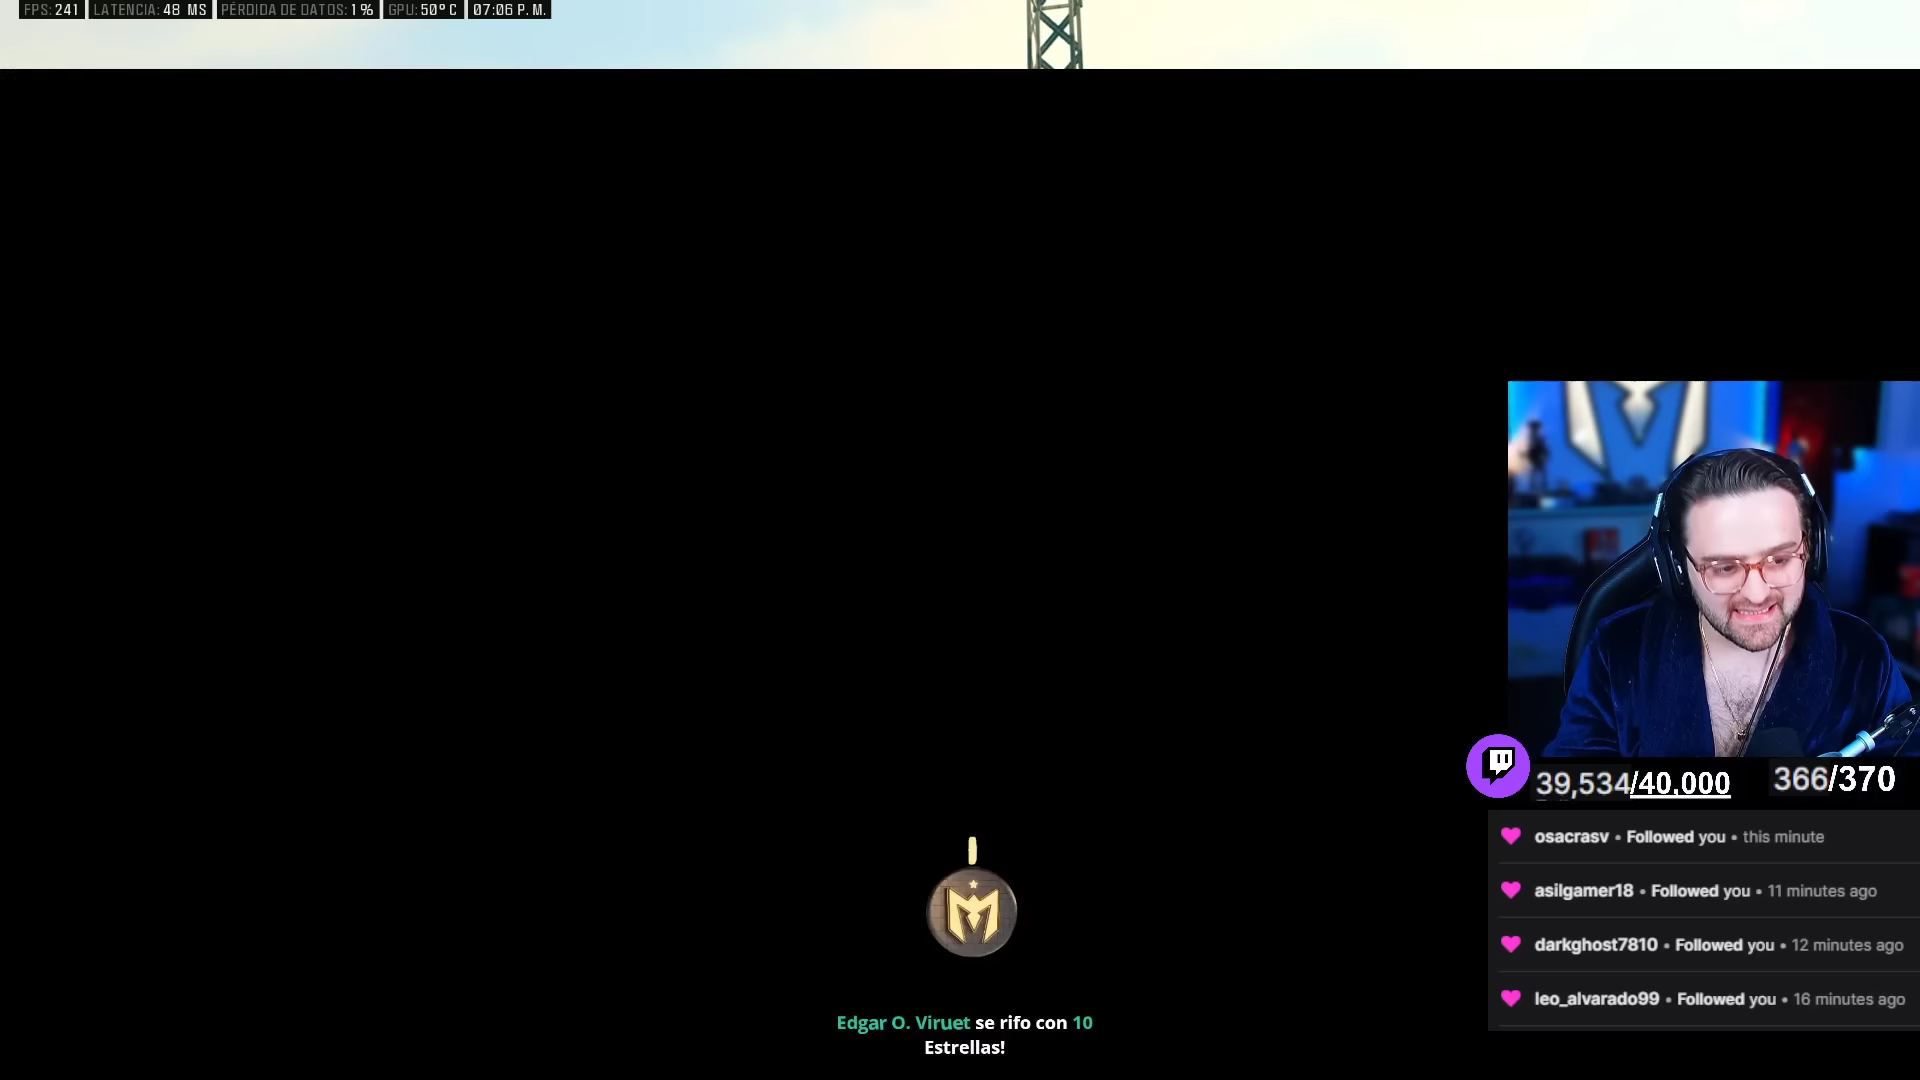 FPS: 241 LATENCIA: 48 MS PÉRDIDA DE DATOS: 1 % GPU: 50° C 07:06 P. M.
39,534/40,000 366/370
osacrasv • Followed you • this minute
asilgamer18 • Followed you • 11 minutes ago
darkghost7810 • Followed you • 12 minutes ago
leo_alvarado99 • Followed you • 16 minutes ago
Edgar O. Viruet se rifo con 10
Estrellas!